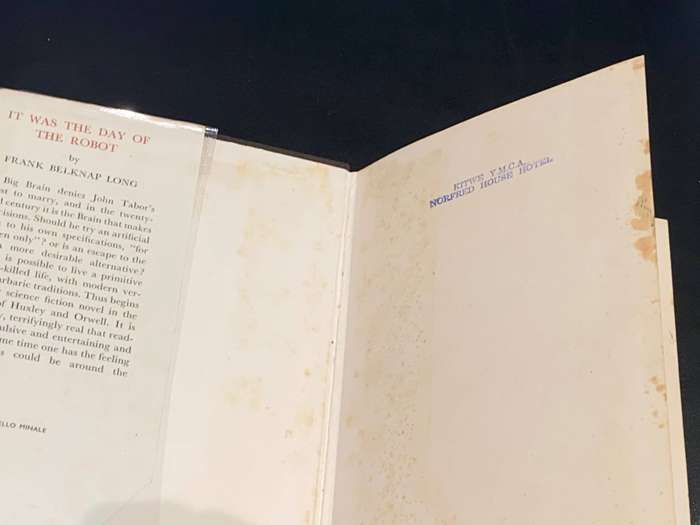 IT WAS THE DAY OF
THE ROBOT
by
FRANK BELKNAP LONG
Big Brain denies John Tabor's
to marry, and in the twenty-
century it is the Brain that makes
Should he try an artificial
to his own specifications, "for
only"? or is an escape to the
more desirable alternative?
is possible to live a primitive
-killed life, with modern ver-
traditions. Thus begins
science fiction novel in the
of Huxley and Orwell. It is
, terrifyingly real that read-
and entertaining and
time one has the feeling
could be around the
MINALE
KITWE Y.M.C.A.
NORFRED HOUSE HOTEL.